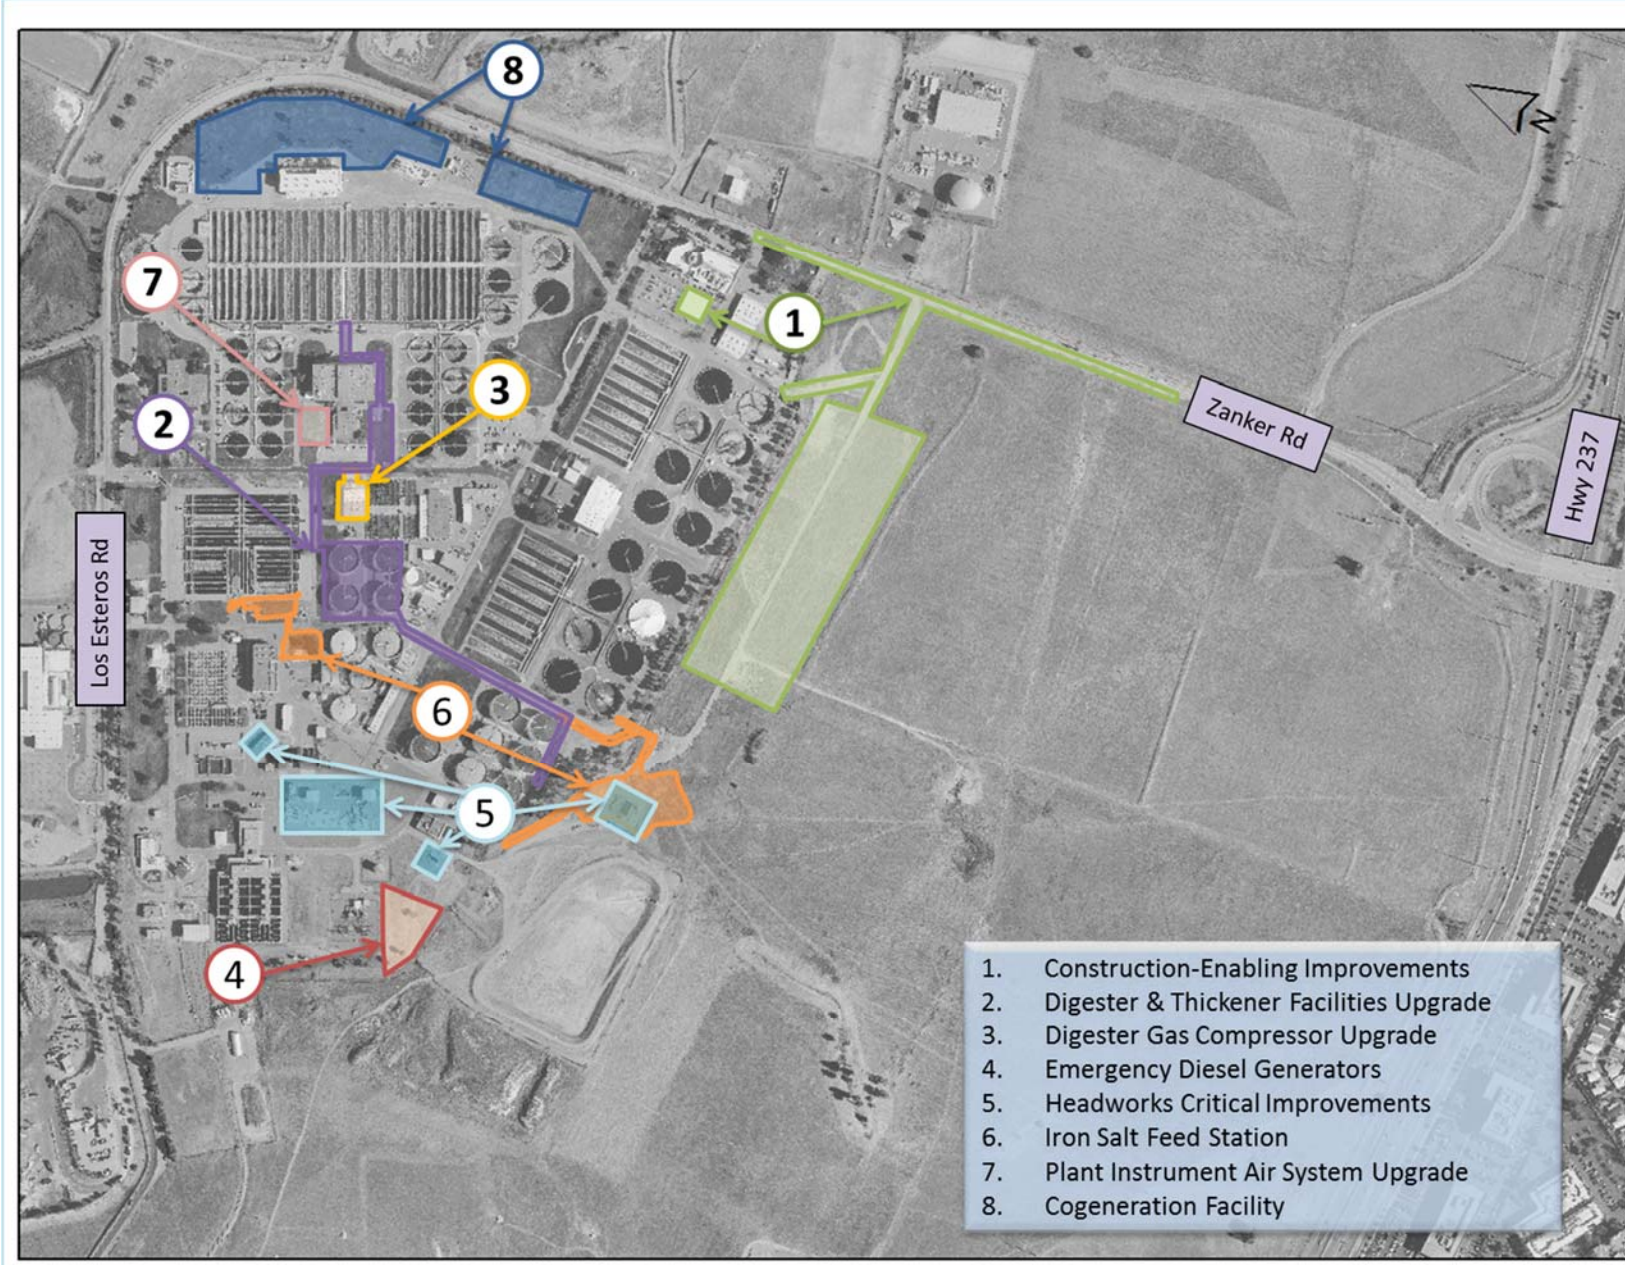 8
N
7
1
3
2
Zanker Rd
Hwy 237
Los Esteros Rd
6
5
4
1. Construction-Enabling Improvements
2. Digester & Thickener Facilities Upgrade
3. Digester Gas Compressor Upgrade
4. Emergency Diesel Generators
5. Headworks Critical Improvements
6. Iron Salt Feed Station
7. Plant Instrument Air System Upgrade
8. Cogeneration Facility